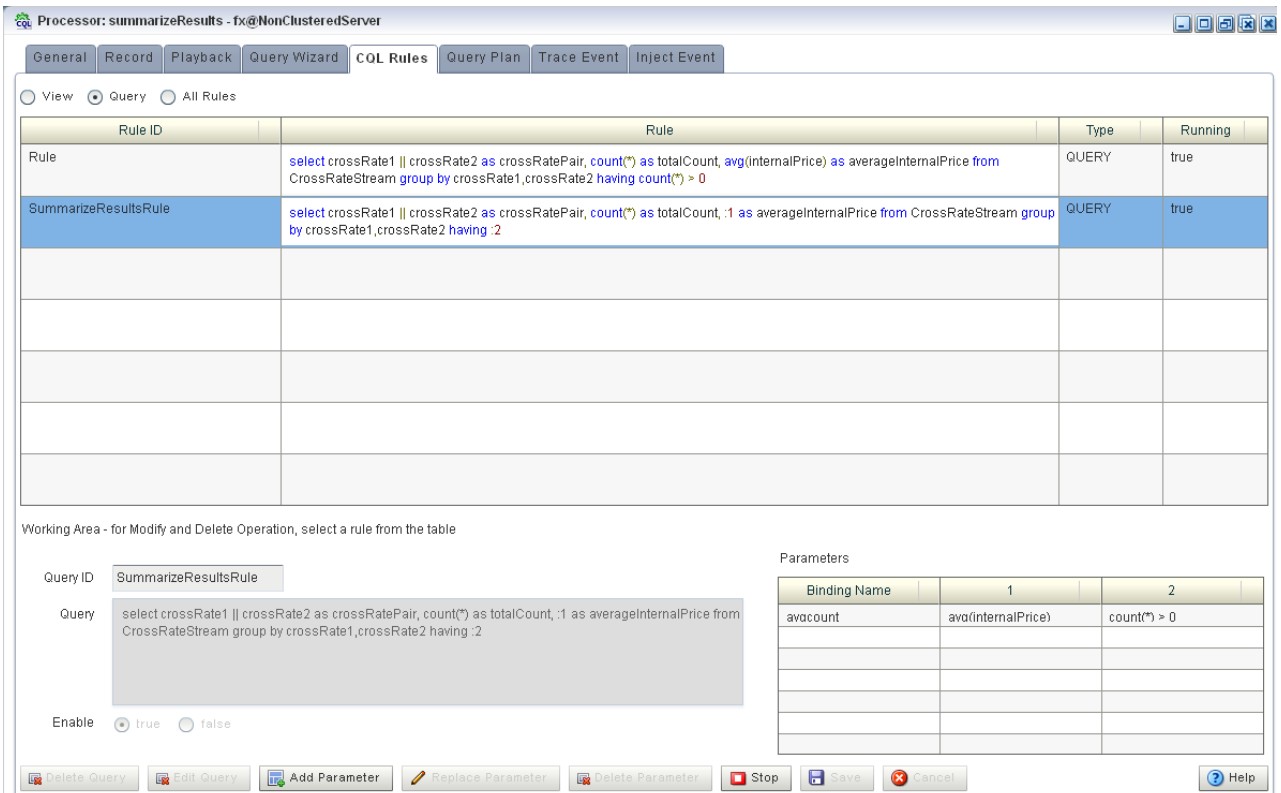 CQL Processor: summarizeResults - fx@NonClusteredServer
General Record Playback Query Wizard CQL Rules Query Plan Trace Event Inject Event
View Query All Rules
Rule ID Rule Type Running
Rule select crossRate1 || crossRate2 as crossRatePair, count(*) as totalCount, avg(internalPrice) as averageInternalPrice from QUERY true
CrossRateStream group by crossRate1,crossRate2 having count(*) > 0
SummarizeResultsRule select crossRate1 || crossRate2 as crossRatePair, count(*) as totalCount, :1 as averageInternalPrice from CrossRateStream group QUERY true
by crossRate1,crossRate2 having :2
Working Area - for Modify and Delete Operation, select a rule from the table
Query ID SummarizeResultsRule
Query select crossRate1 || crossRate2 as crossRatePair, count(*) as totalCount, :1 as averageInternalPrice from
CrossRateStream group by crossRate1,crossRate2 having :2
Enable true false
Parameters
Binding Name 1 2
avgcount avg(internalPrice) count(*) > 0
Delete Query Edit Query Add Parameter Replace Parameter Delete Parameter Stop Save Cancel Help